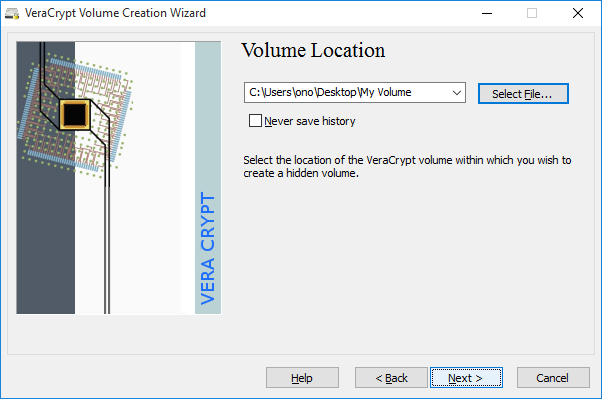 VeraCrypt Volume Creation Wizard
Volume Location
C:\Users\ono\Desktop\My Volume
Select File...
Never save history
Select the location of the VeraCrypt volume within which you wish to
create a hidden volume.
VERA CRYPT
Help
< Back
Next >
Cancel